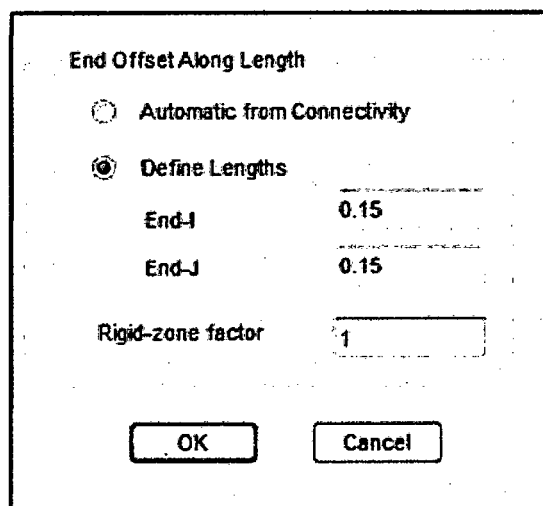 End Offset Along Length
Automatic from Connectivity
Define Lengths
End-I 0.15
End-J 0.15
Rigid-zone factor 1
OK Cancel